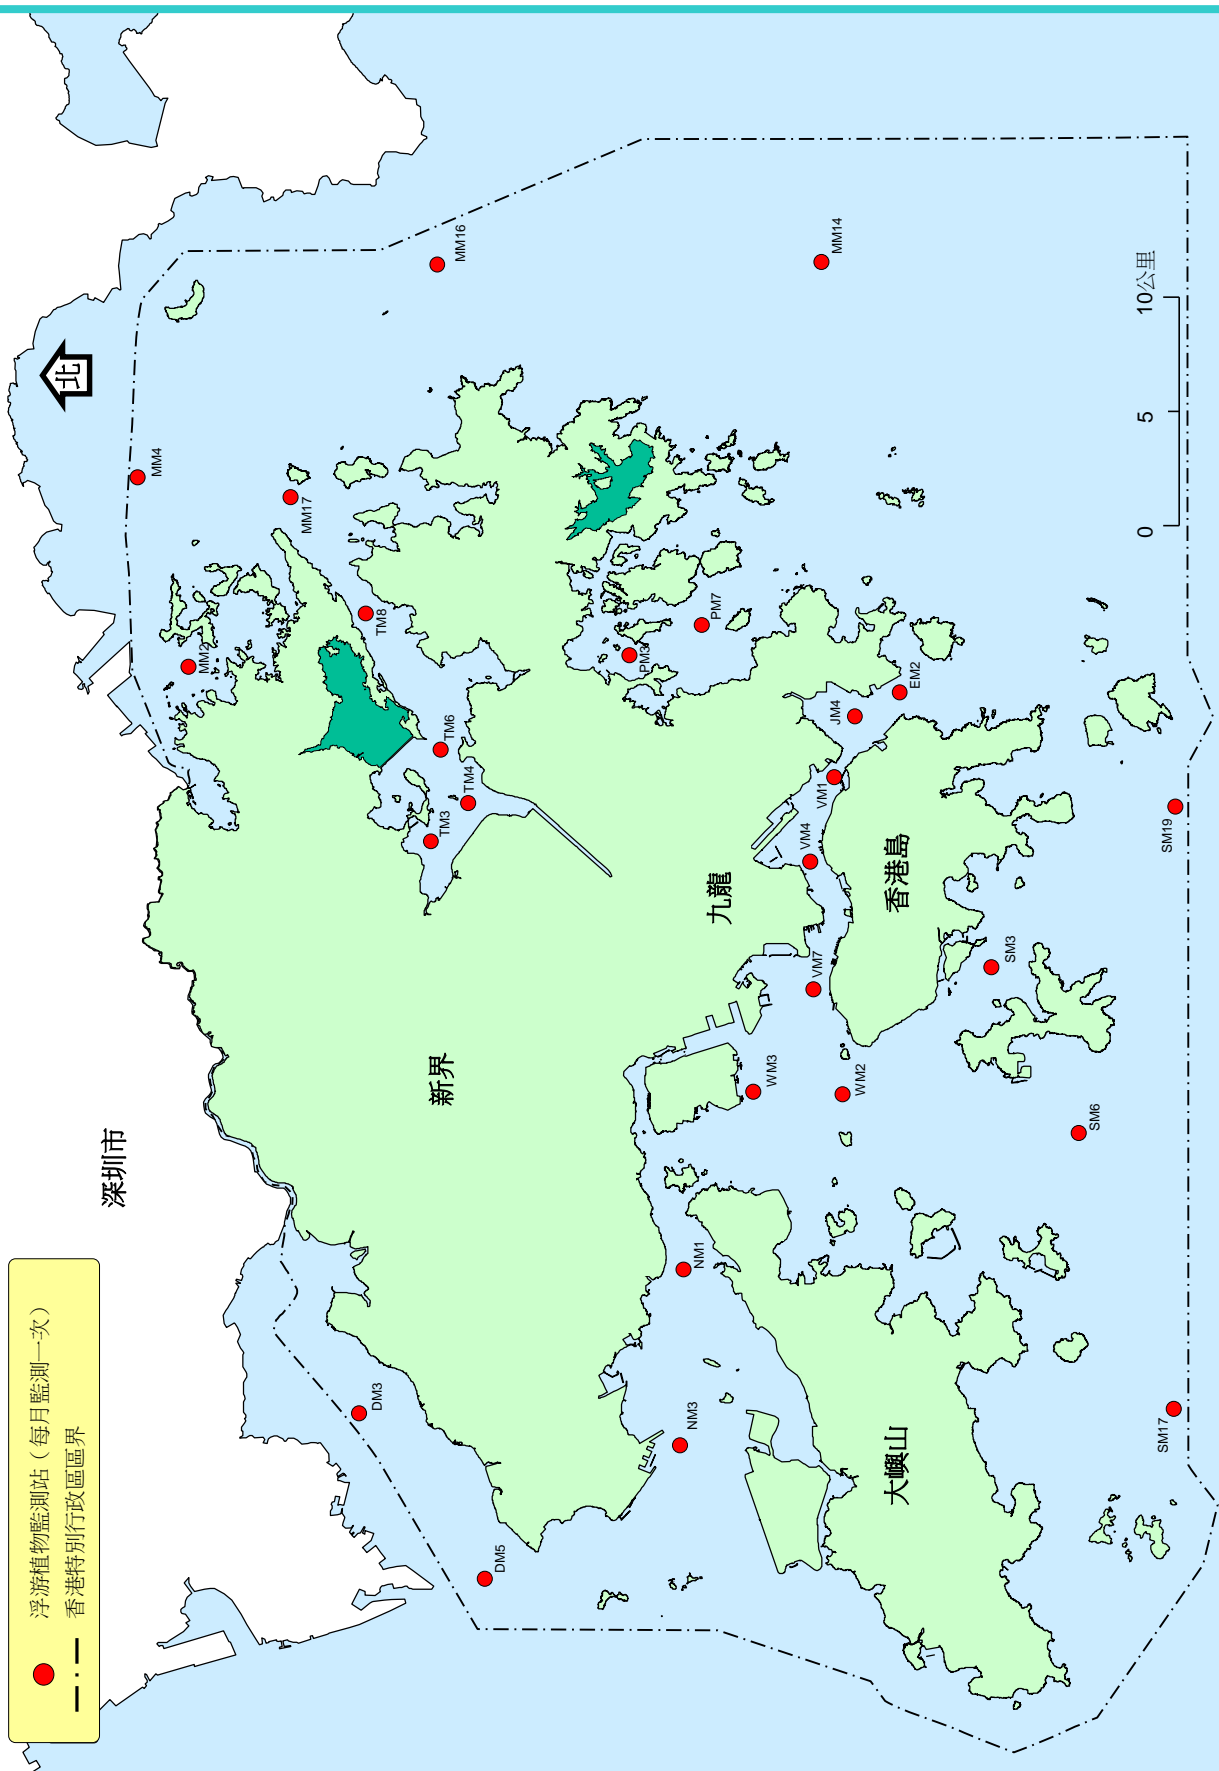 浮游植物監測站（每月監測一次）
香港特別行政區區界
北
深圳市
新界
九龍
香港島
大嶼山
MM4
MM2
MM17
MM16
MM14
TM8
TM6
TM4
TM3
PM3
PM7
JM4
EM2
VM1
VM4
VM7
WM3
WM2
SM3
SM6
SM19
SM17
NM1
NM3
DM3
DM5
0 5 10公里